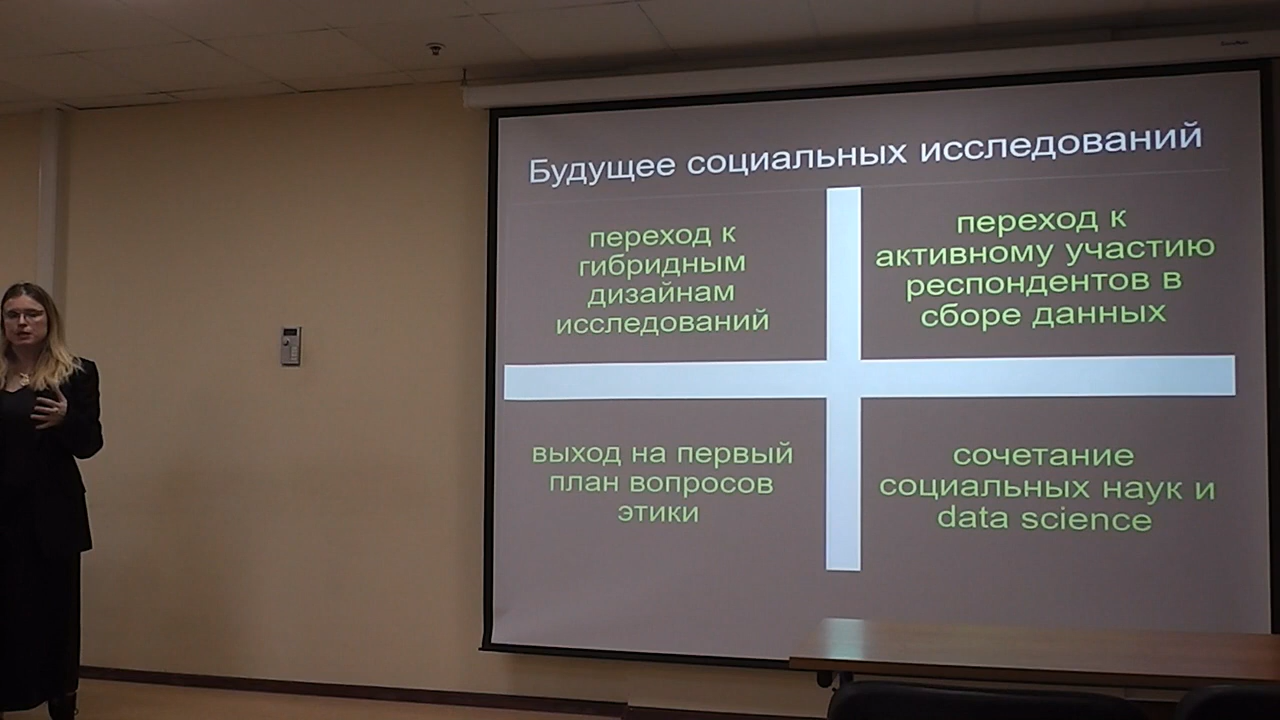 Будущее социальных исследований
переход к
гибридным
дизайнам
исследований
переход к
активному участию
респондентов в
сборе данных
выход на первый
план вопросов
этики
сочетание
социальных наук и
data science